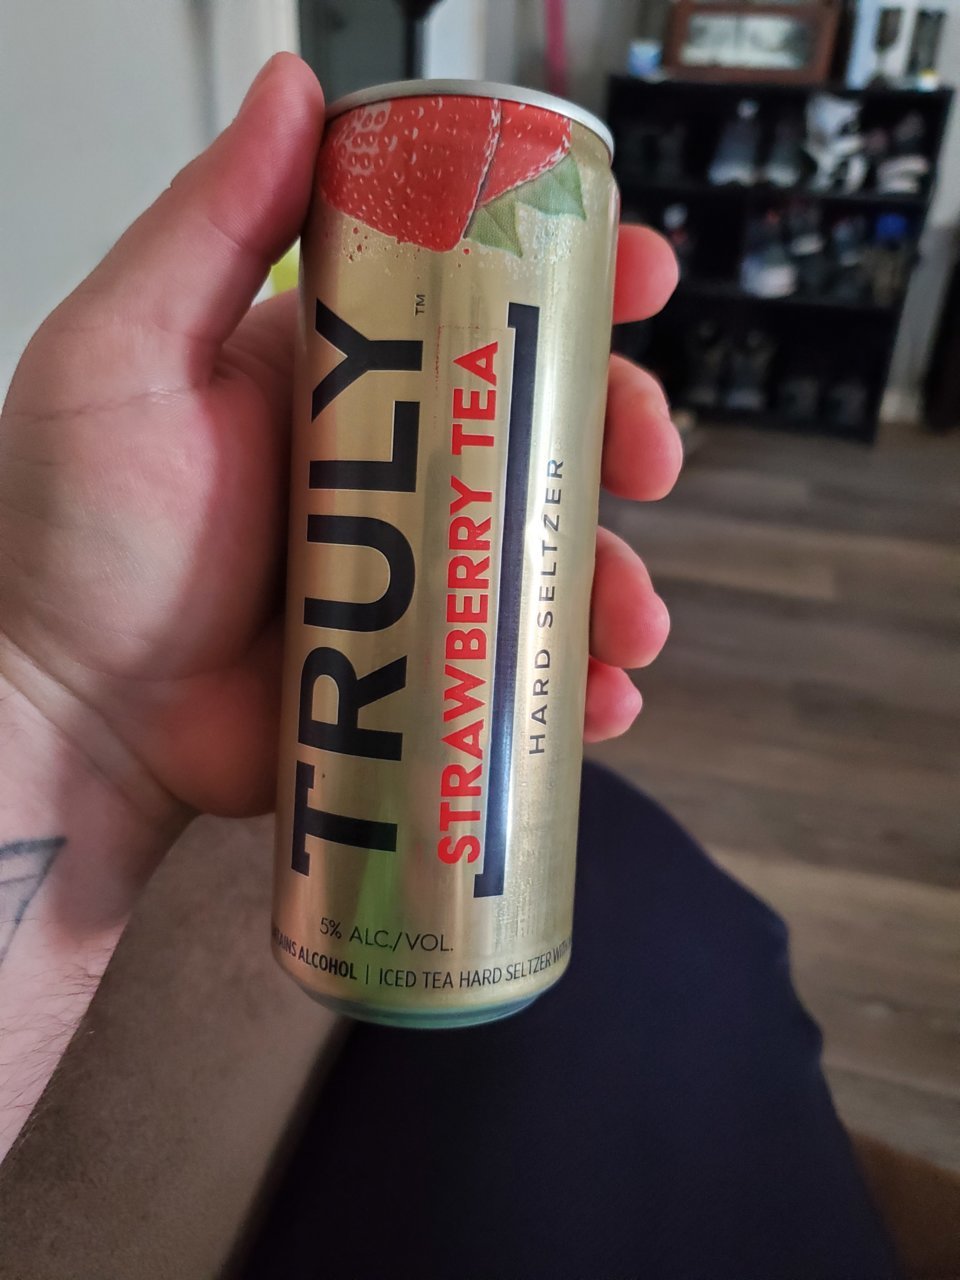 TRULY™
STRAWBERRY TEA
HARD SELTZER
5% ALC./VOL.
ALCOHOL | ICED TEA HARD SELTZER